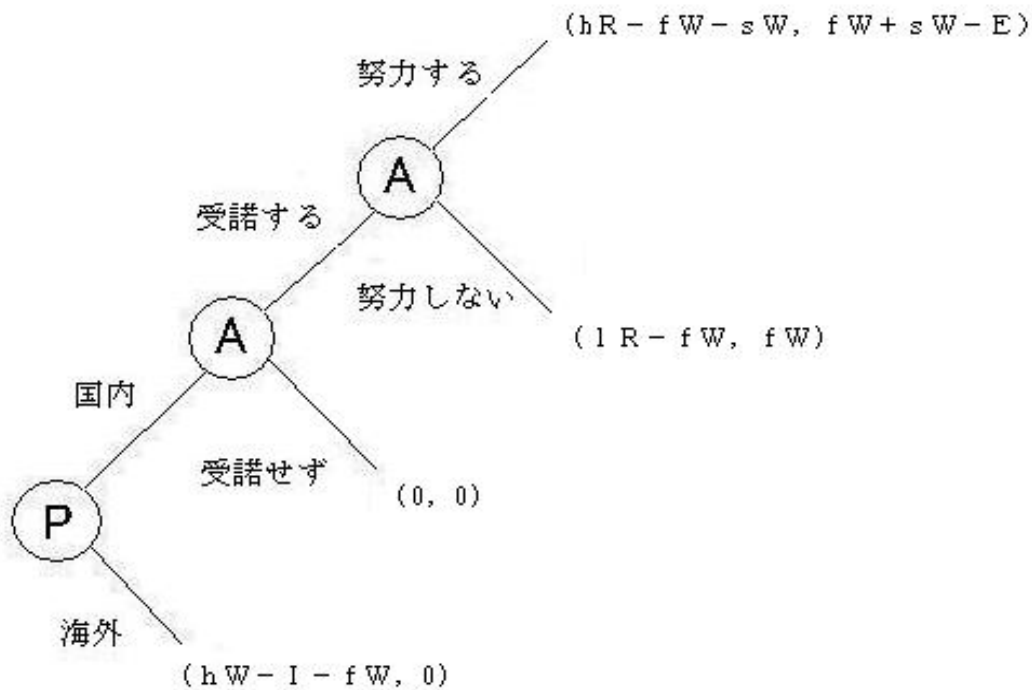 (hR-fW-sW, fW+sW-E)
努力する
A
受諾する
努力しない
(lR-fW, fW)
A
国内
受諾せず
(0, 0)
P
海外
(hW-I-fW, 0)